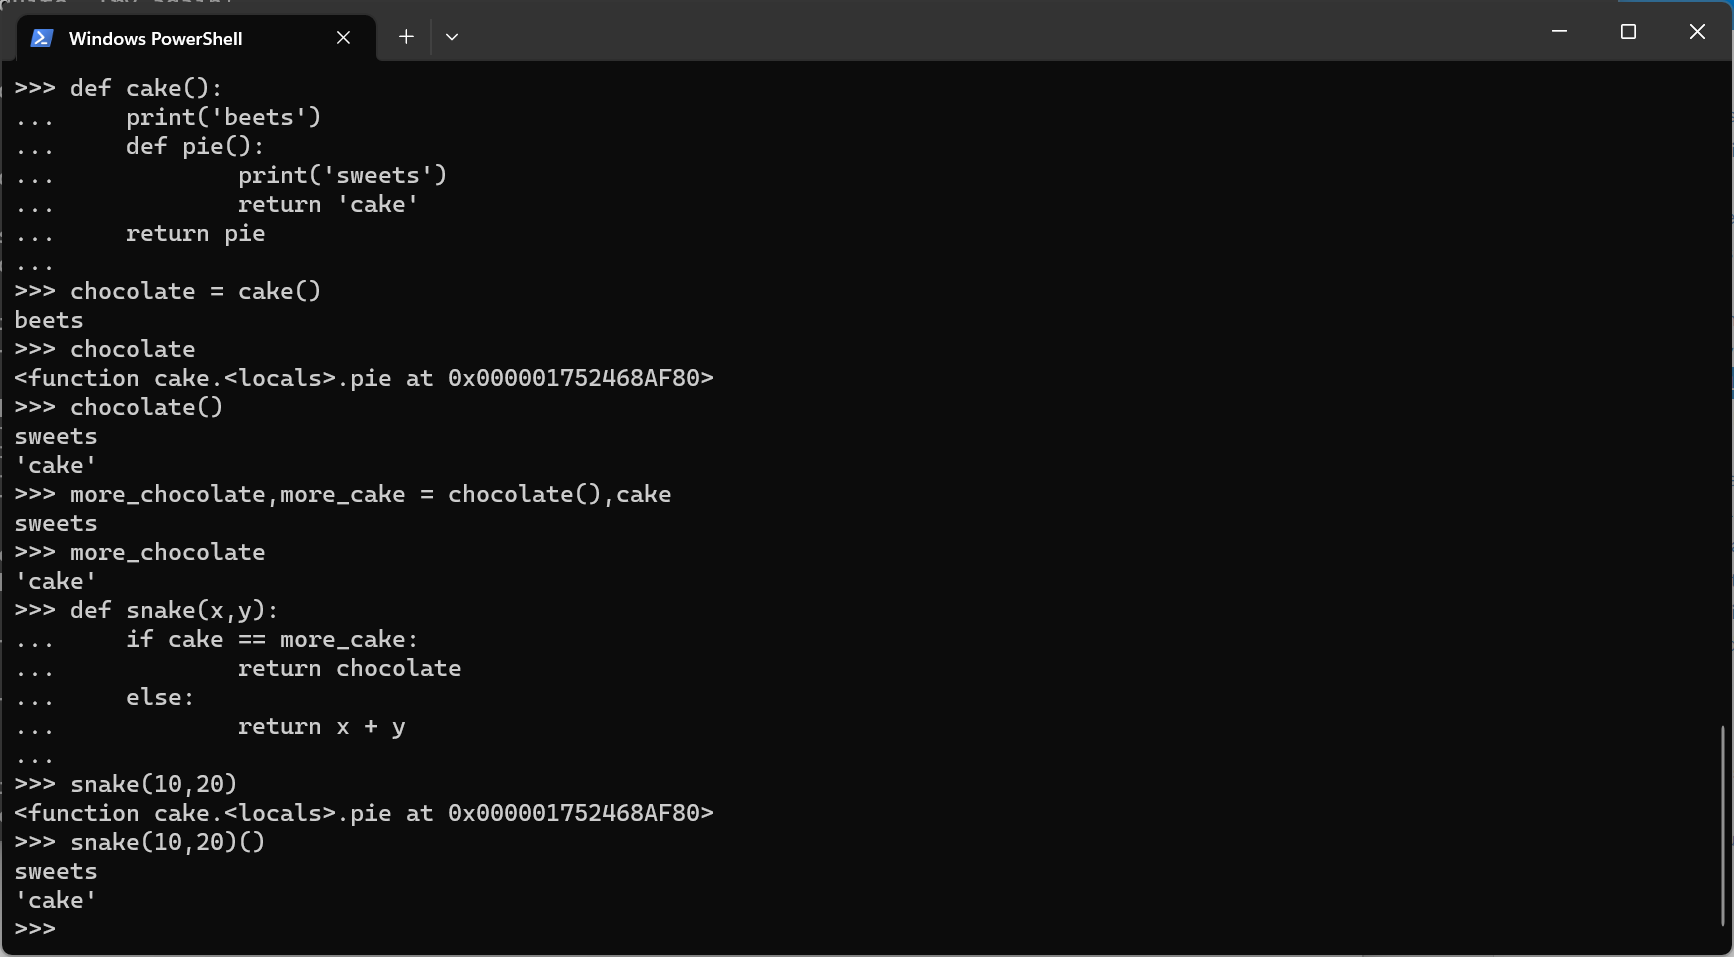 Windows PowerShell
>>> def cake():
...     print('beets')
...     def pie():
...             print('sweets')
...             return 'cake'
...     return pie
...
>>> chocolate = cake()
beets
>>> chocolate
<function cake.<locals>.pie at 0x000001752468AF80>
>>> chocolate()
sweets
'cake'
>>> more_chocolate,more_cake = chocolate(),cake
sweets
>>> more_chocolate
'cake'
>>> def snake(x,y):
...     if cake == more_cake:
...             return chocolate
...     else:
...             return x + y
...
>>> snake(10,20)
<function cake.<locals>.pie at 0x000001752468AF80>
>>> snake(10,20)()
sweets
'cake'
>>>